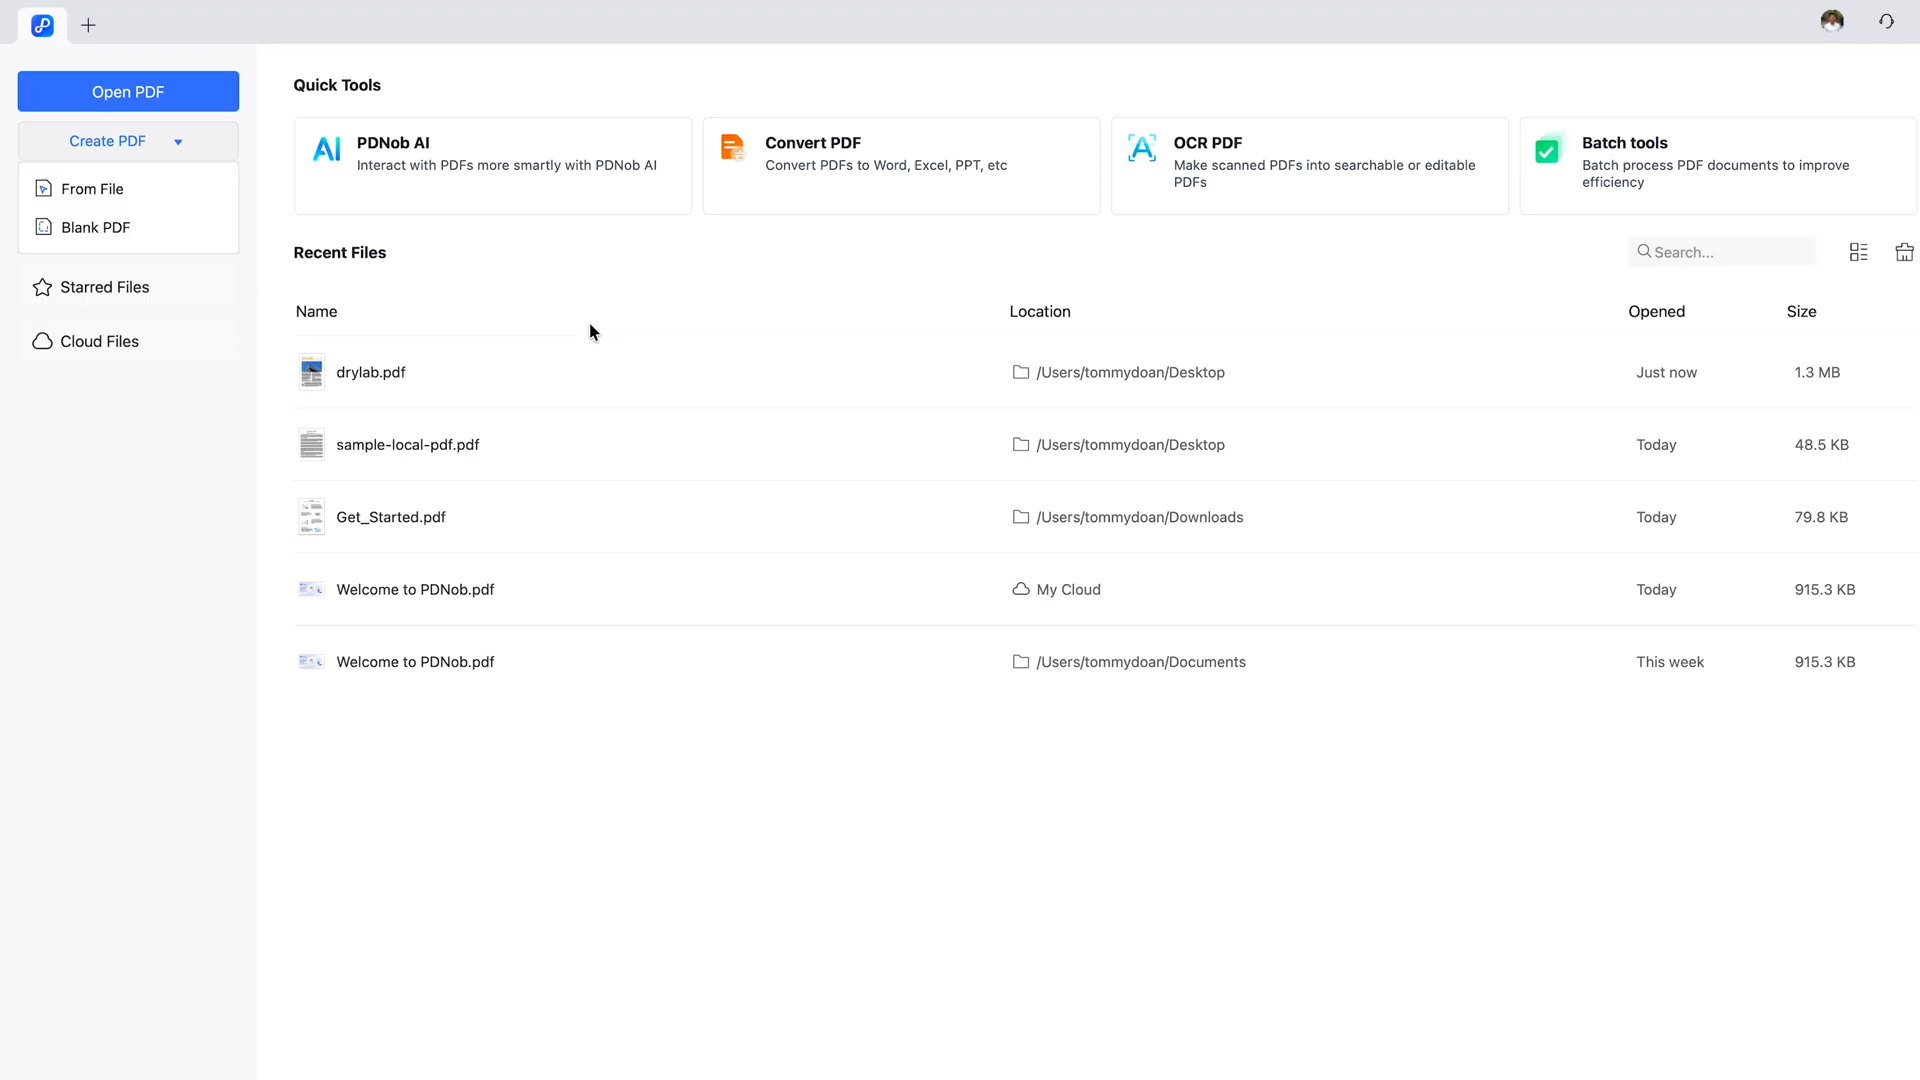 Open PDF
Create PDF
From File
Blank PDF
Starred Files
Cloud Files
Quick Tools
AI
PDNob AI
Interact with PDFs more smartly with PDNob AI
Convert PDF
Convert PDFs to Word, Excel, PPT, etc
A
OCR PDF
Make scanned PDFs into searchable or editable
PDFs
Batch tools
Batch process PDF documents to improve
efficiency
Recent Files
Search...
Name Location Opened Size
drylab.pdf /Users/tommydoan/Desktop Just now 1.3 MB
sample-local-pdf.pdf /Users/tommydoan/Desktop Today 48.5 KB
Get_Started.pdf /Users/tommydoan/Downloads Today 79.8 KB
Welcome to PDNob.pdf My Cloud Today 915.3 KB
Welcome to PDNob.pdf /Users/tommydoan/Documents This week 915.3 KB